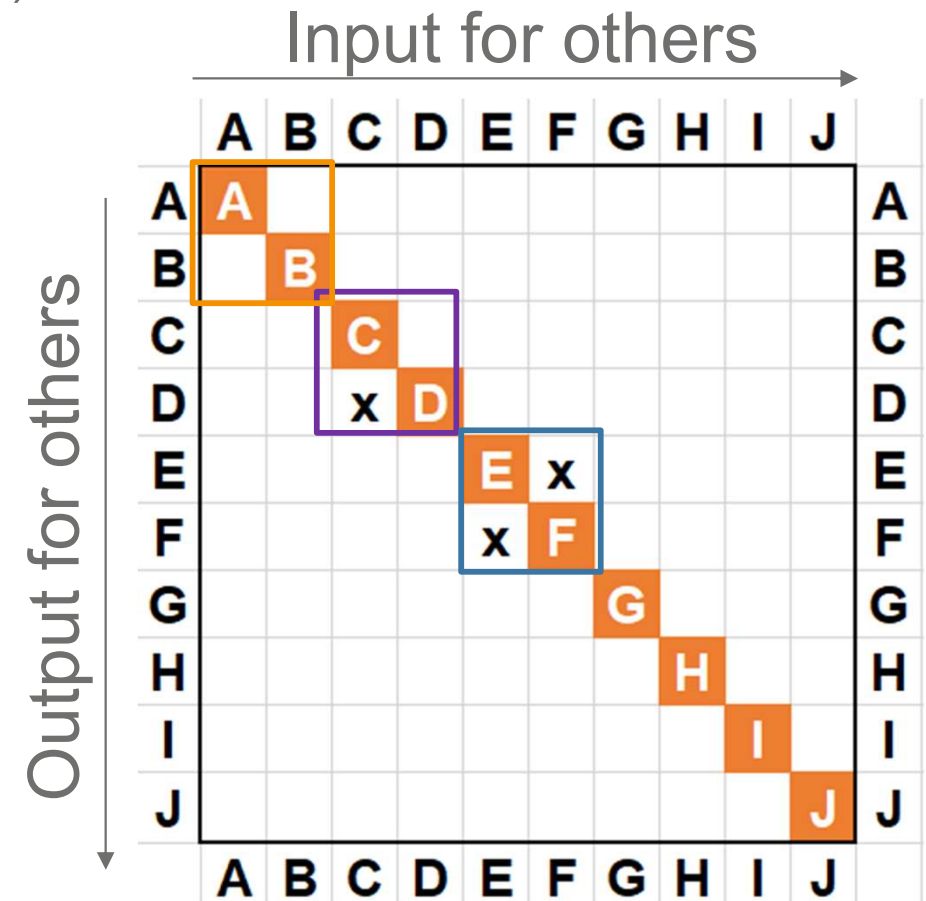 Input for others
A B C D E F G H I J
Output for others
A A A
B B B
C C C
D x D D
E E x E
F x F F
G G G
H H H
I I I
J J J
A B C D E F G H I J